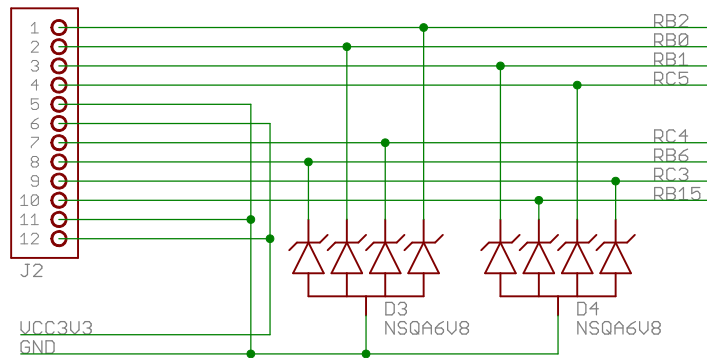 1 RB2
2 RB0
3 RB1
4 RC5
5
6
7 RC4
8 RB6
9 RC3
10 RB15
11
12
J2
D3 D4
NSQA6V8 NSQA6V8
VCC3V3
GND